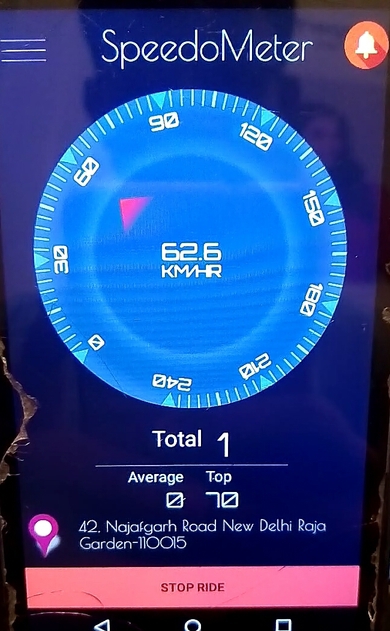 SpeedoMeter
90
120
60
150
30
180
0
210
240
62.6
KM/HR
Total 1
Average Top
0 70
42, Najafgarh Road New Delhi Raja
Garden-110015
STOP RIDE